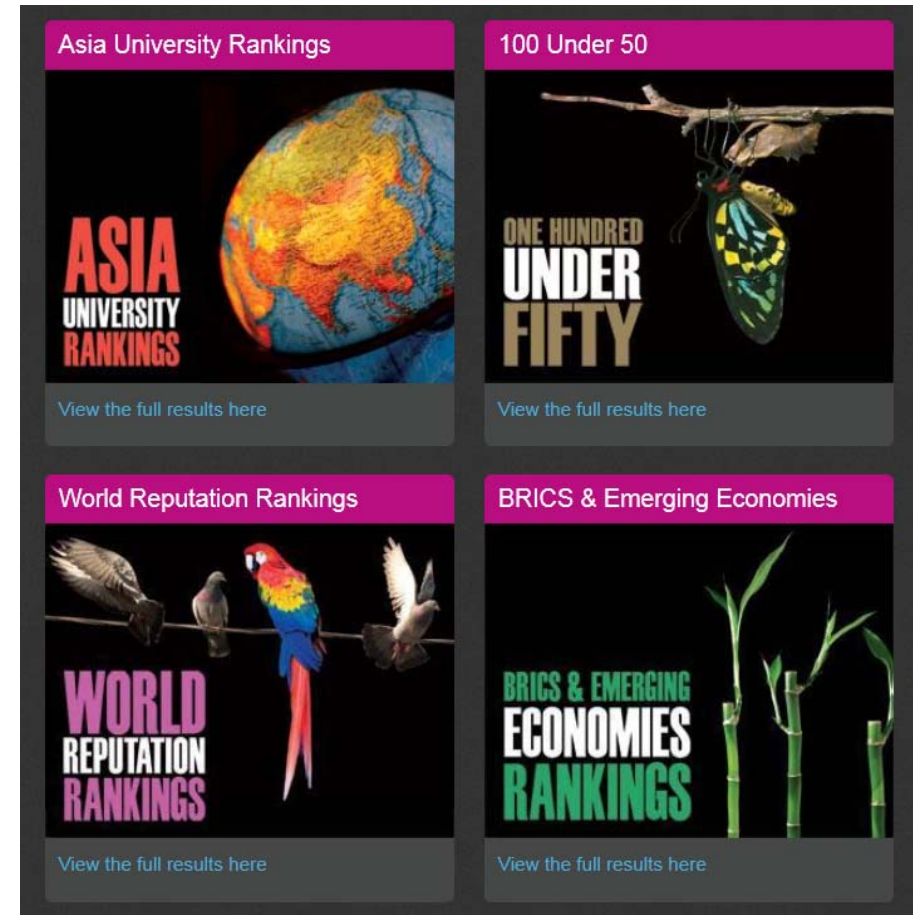 Asia University Rankings
ASIA
UNIVERSITY
RANKINGS
View the full results here
100 Under 50
ONE HUNDRED
UNDER
FIFTY
View the full results here
World Reputation Rankings
WORLD
REPUTATION
RANKINGS
View the full results here
BRICS & Emerging Economies
BRICS & EMERGING
ECONOMIES
RANKINGS
View the full results here